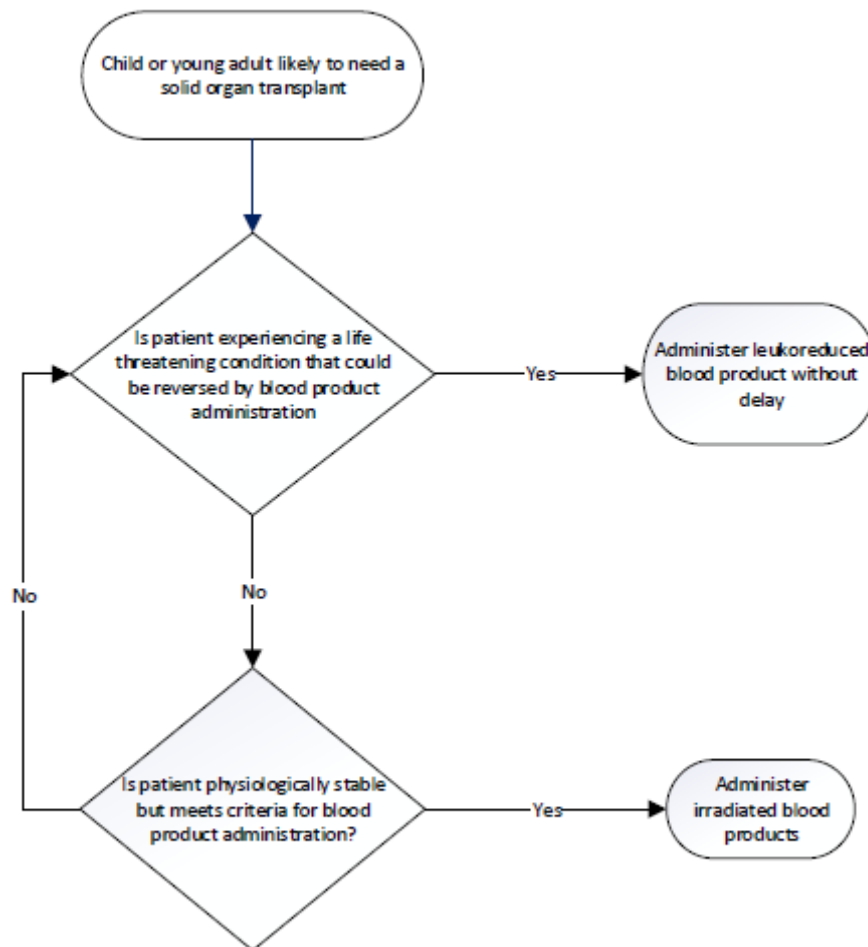 Child or young adult likely to need a
solid organ transplant
Is patient experiencing a life
threatening condition that could
be reversed by blood product
administration
Yes
Administer leukoreduced
blood product without
delay
No
No
Is patient physiologically stable
but meets criteria for blood
product administration?
Yes
Administer
irradiated blood
products